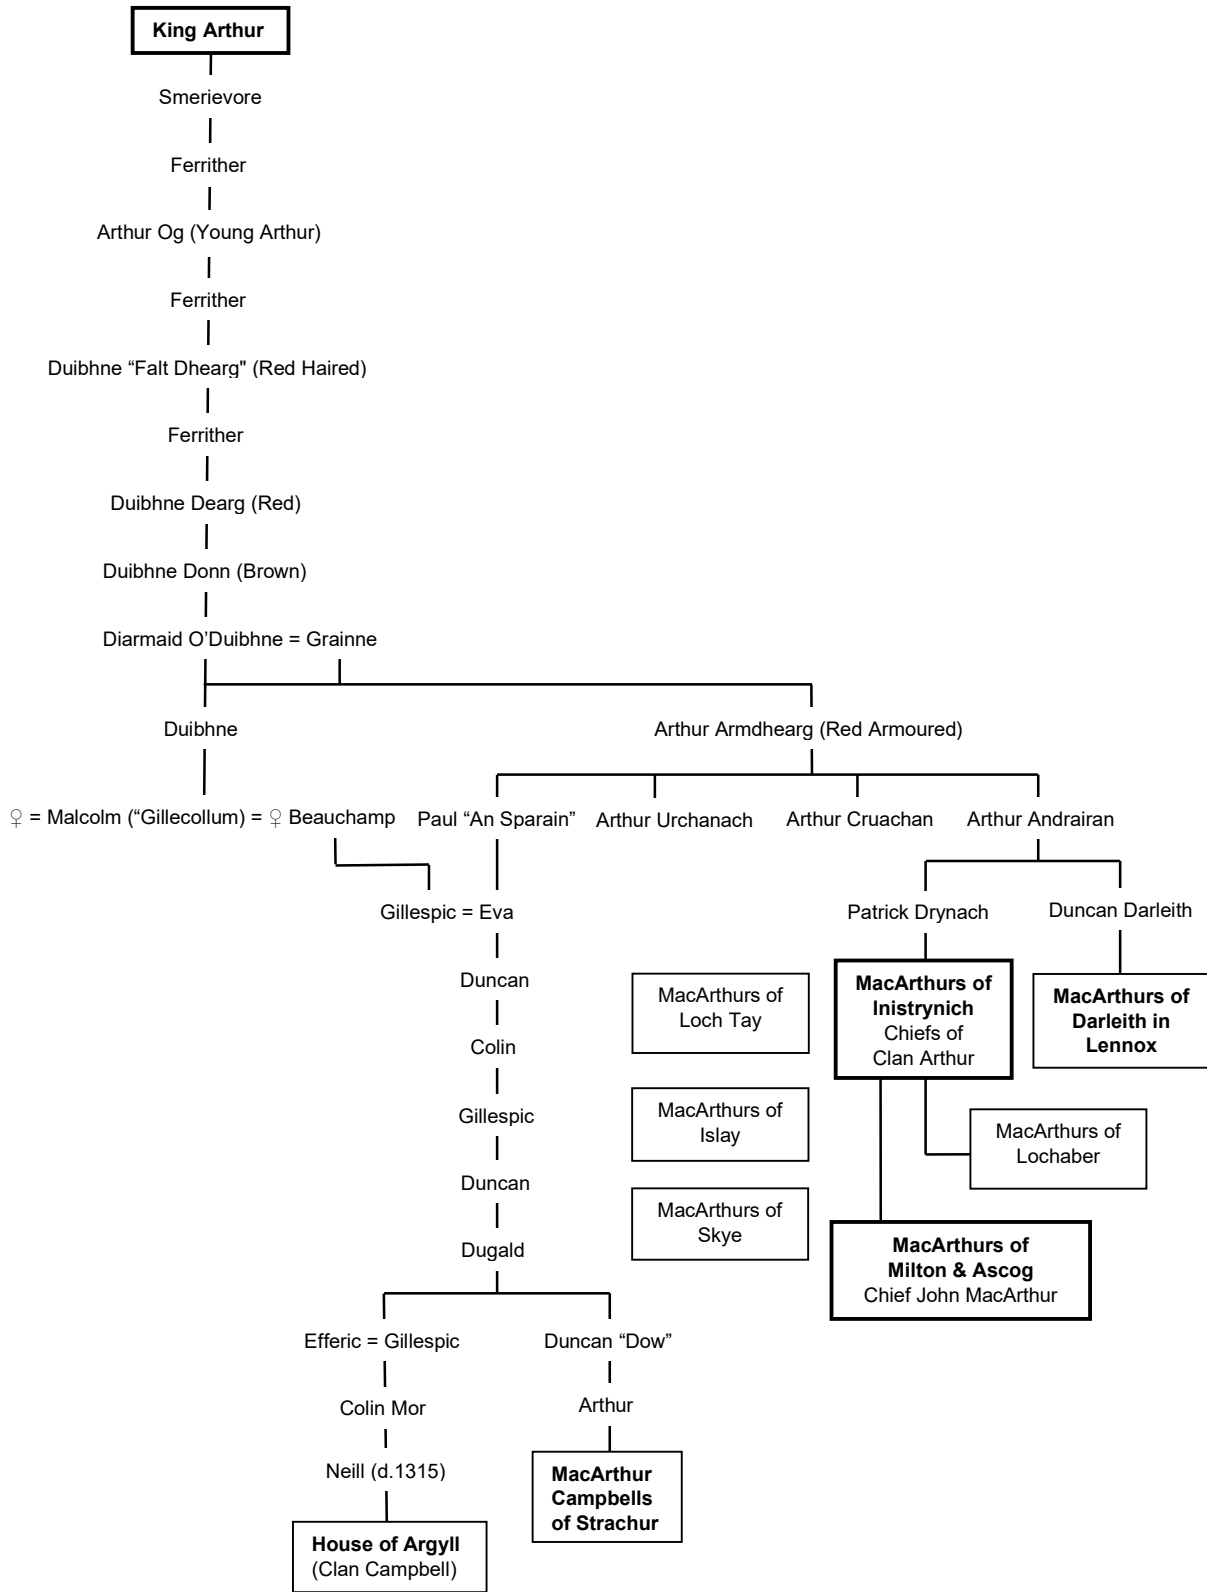 King Arthur
Smerievore
Ferrither
Arthur Og (Young Arthur)
Ferrither
Duibhne “Falt Dhearg" (Red Haired)
Ferrither
Duibhne Dearg (Red)
Duibhne Donn (Brown)
Diarmaid O’Duibhne = Grainne
Duibhne
Arthur Armdhearg (Red Armoured)
♀ = Malcolm (“Gillecollum) = ♀ Beauchamp
Paul “An Sparain”
Arthur Urchanach
Arthur Cruachan
Arthur Andrairan
Gillespic = Eva
Patrick Drynach
Duncan Darleith
Duncan
MacArthurs of
Loch Tay
MacArthurs of
Inistrynich
Chiefs of
Clan Arthur
MacArthurs of
Darleith in
Lennox
Colin
Gillespic
MacArthurs of
Islay
MacArthurs of
Lochaber
Duncan
MacArthurs of
Skye
Dugald
MacArthurs of
Milton & Ascog
Chief John MacArthur
Efferic = Gillespic
Duncan “Dow”
Colin Mor
Arthur
Neill (d.1315)
MacArthur
Campbells
of Strachur
House of Argyll
(Clan Campbell)